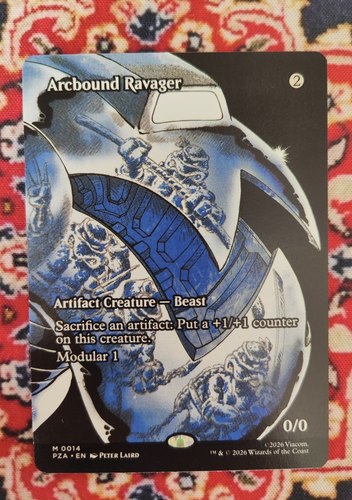 Arcbound Ravager
2
Artifact Creature — Beast
Sacrifice an artifact: Put a +1/+1 counter
on this creature.
Modular 1
0/0
M 0014
PZA • EN Peter Laird
© 2026 Viacom.
™ & © 2026 Wizards of the Coast